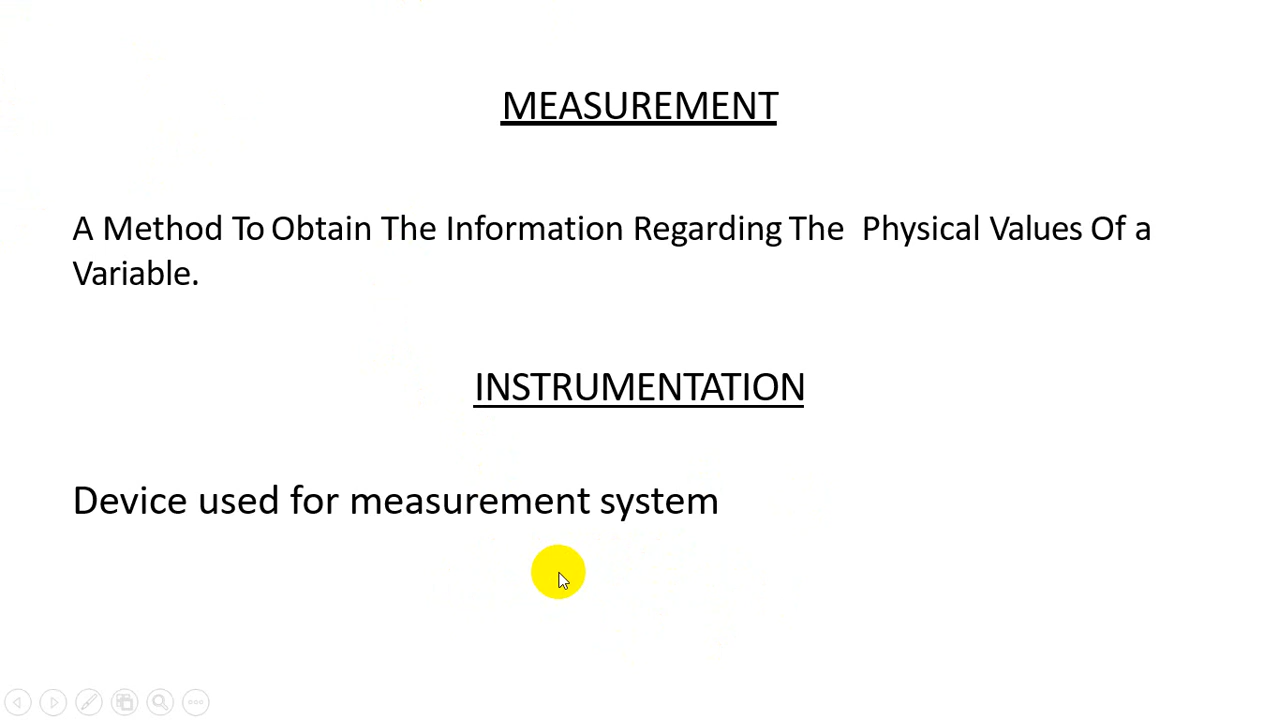 MEASUREMENT
A Method To Obtain The Information Regarding The Physical Values Of a
Variable.
INSTRUMENTATION
Device used for measurement system